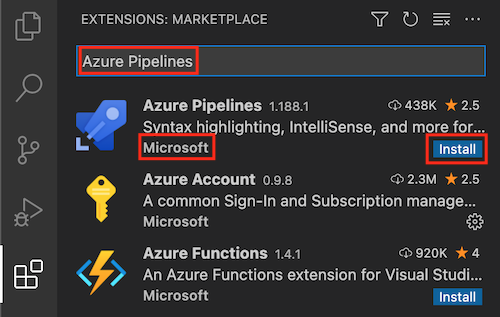 EXTENSIONS: MARKETPLACE
Azure Pipelines
Azure Pipelines 1.188.1 438K 2.5
Syntax highlighting, IntelliSense, and more for...
Microsoft Install
Azure Account 0.9.8 2.3M 2.5
A common Sign-In and Subscription manage...
Microsoft
Azure Functions 1.4.1 920K 4
An Azure Functions extension for Visual Studi...
Microsoft Install